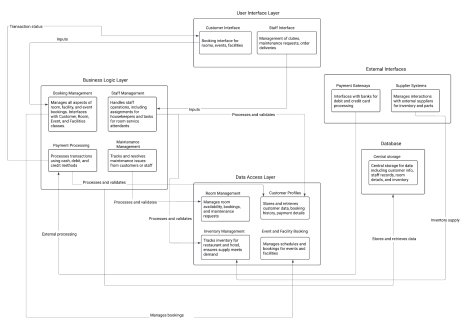 User Interface Layer
Transaction status
Customer Interface
Staff Interface
Inputs
Booking interface for
rooms, events, facilities
Management of duties,
maintenance requests, order
deliveries
Business Logic Layer
External Interfaces
Booking Management
Staff Management
Payment Gateways
Supplier Systems
Manages all aspects of
room, facility, and event
bookings. Interfaces
with Customer, Room,
Event, and Facilities
classes.
Handles staff
operations, including
assignments for
housekeeping and tasks
for room service
attendants
Inputs
Processes and validates
Interfaces with banks for
debit and credit card
processing
Manages interactions
with external suppliers
for inventory and parts
Payment Processing
Maintenance
Management
Database
Processes transactions
using cash, debit, and
credit methods
Tracks and resolves
maintenance issues
from customers or staff
Central storage
Central storage for data
including customer info,
staff records, room
details, and inventory
Data Access Layer
Processes and validates
Room Management
Customer Profiles
Processes and validates
Manages room
availability, bookings,
and maintenance
requests
Stores and retrieves
customer data, booking
history, payment details
Processes and validates
Inventory supply
External processing
Inventory Management
Event and Facility Booking
Stores and retrieves data
Tracks inventory for
restaurant and hotel,
ensures supply meets
demand
Manages schedules and
bookings for events and
facilities
Manages bookings